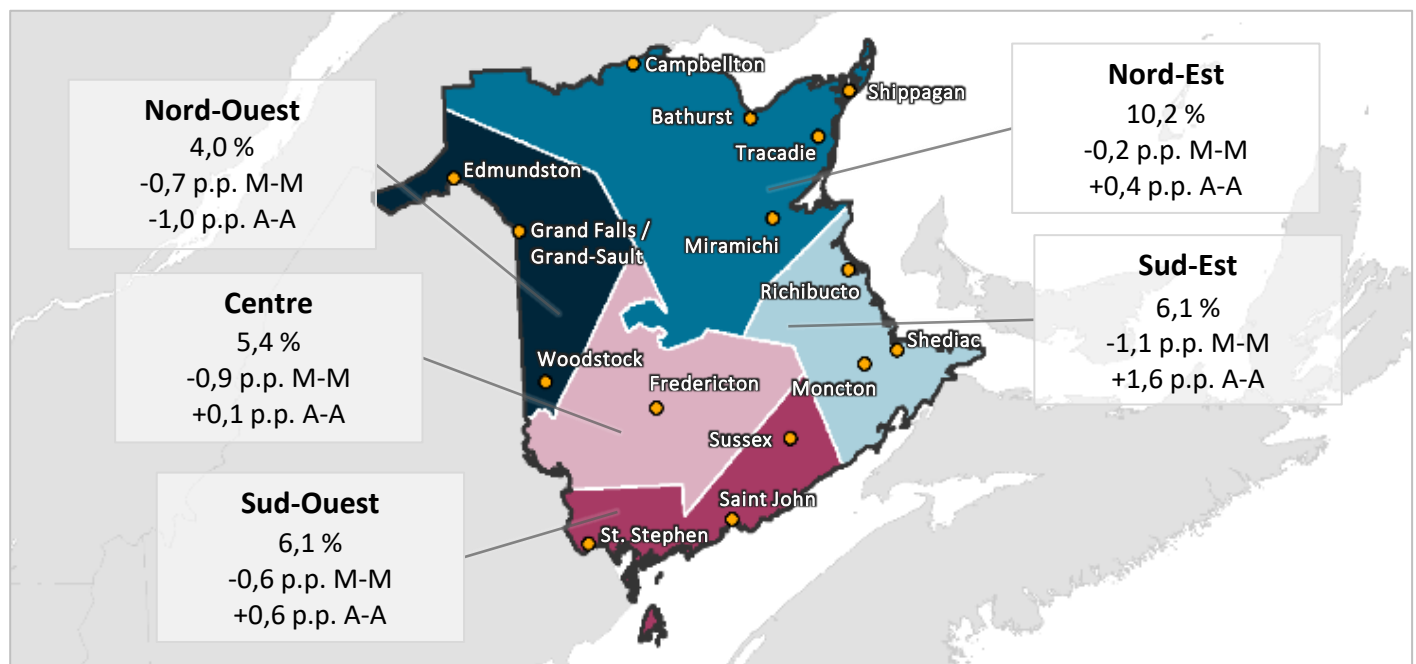 Nord-Ouest
4,0 %
-0,7 p.p. M-M
-1,0 p.p. A-A
Centre
5,4 %
-0,9 p.p. M-M
+0,1 p.p. A-A
Sud-Ouest
6,1 %
-0,6 p.p. M-M
+0,6 p.p. A-A
Campbellton
Bathurst
Shippagan
Tracadie
Edmundston
Grand Falls /
Grand-Sault
Miramichi
Richibucto
Shediac
Woodstock
Fredericton
Moncton
Sussex
Saint John
St. Stephen
Nord-Est
10,2 %
-0,2 p.p. M-M
+0,4 p.p. A-A
Sud-Est
6,1 %
-1,1 p.p. M-M
+1,6 p.p. A-A